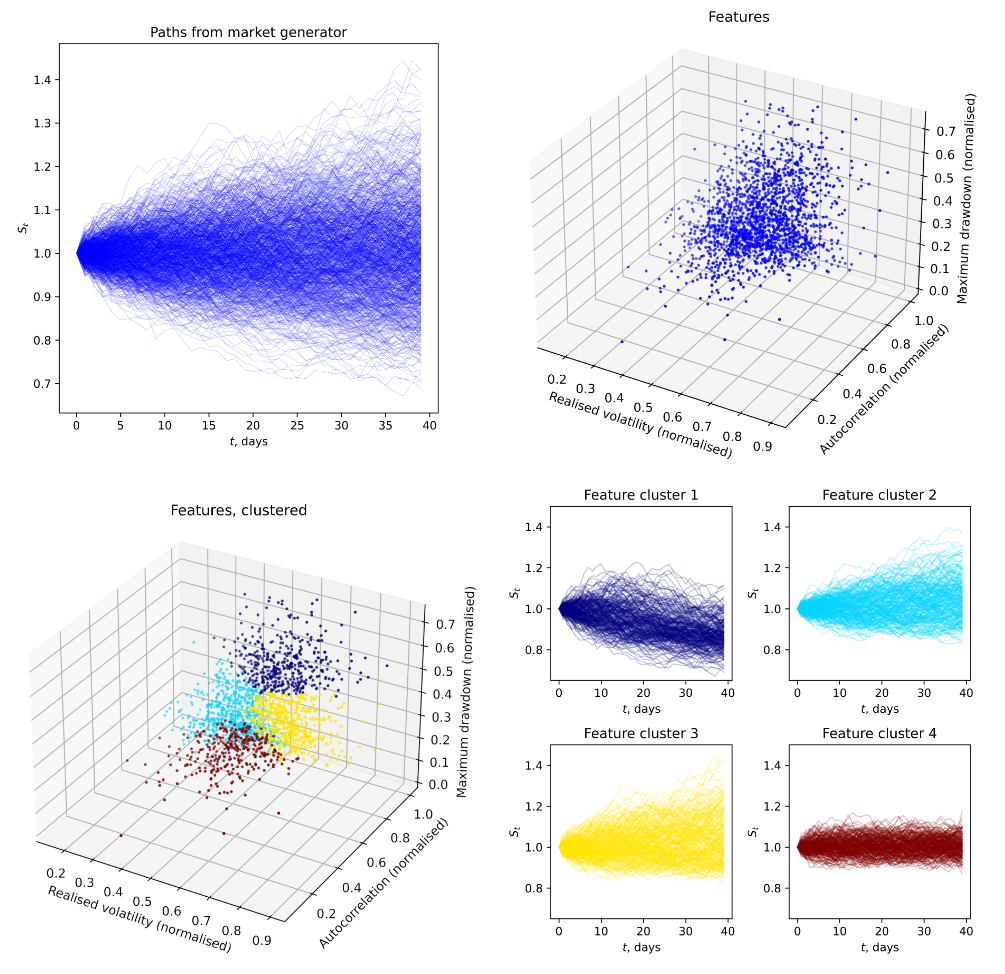 Paths from market generator
1.4
1.3
1.2
1.1
1.0
0.9
0.8
0.7
S_t
0 5 10 15 20 25 30 35 40
t, days
Features
0.7
0.6
0.5
0.4
0.3
0.2
0.1
0.0
Maximum drawdown (normalised)
1.0
0.8
0.6
0.4
0.2
Autocorrelation (normalised)
0.2 0.3 0.4 0.5 0.6 0.7 0.8 0.9
Realised volatility (normalised)
Features, clustered
0.7
0.6
0.5
0.4
0.3
0.2
0.1
0.0
Maximum drawdown (normalised)
1.0
0.8
0.6
0.4
0.2
Autocorrelation (normalised)
0.2 0.3 0.4 0.5 0.6 0.7 0.8 0.9
Realised volatility (normalised)
Feature cluster 1
1.4
1.2
1.0
0.8
S_t
0 10 20 30 40
t, days
Feature cluster 2
1.4
1.2
1.0
0.8
S_t
0 10 20 30 40
t, days
Feature cluster 3
1.4
1.2
1.0
0.8
S_t
0 10 20 30 40
t, days
Feature cluster 4
1.4
1.2
1.0
0.8
S_t
0 10 20 30 40
t, days